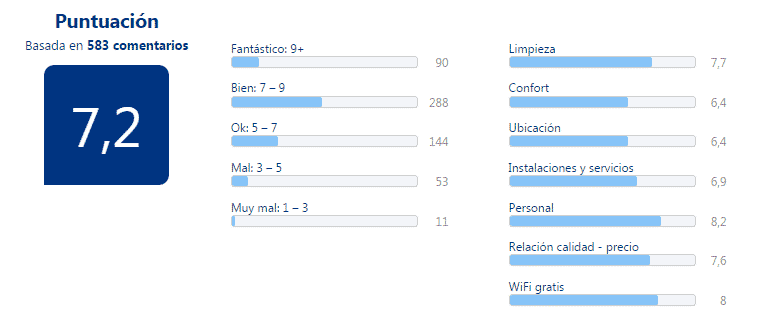 Puntuación
Basada en 583 comentarios
7,2
Fantástico: 9+
90
Bien: 7 – 9
288
Ok: 5 – 7
144
Mal: 3 – 5
53
Muy mal: 1 – 3
11
Limpieza
7,7
Confort
6,4
Ubicación
6,4
Instalaciones y servicios
6,9
Personal
8,2
Relación calidad - precio
7,6
WiFi gratis
8